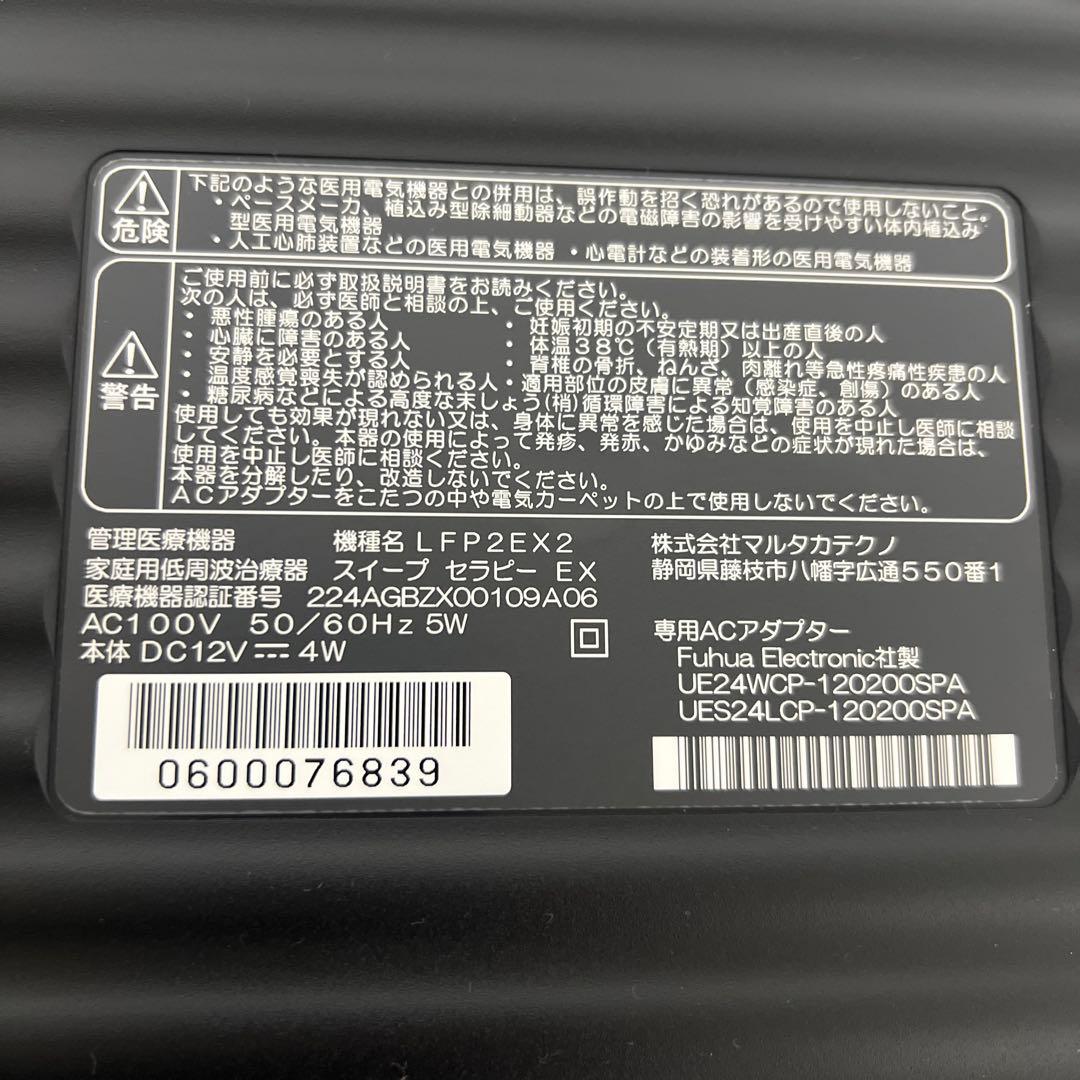 危険
下記のような医用電気機器との併用は、誤作動を招く恐れがあるので使用しないこと。
・ペースメーカ、植込み型除細動器などの電磁障害の影響を受けやすい体内植込み
型医用電気機器
・人工心肺装置などの医用電気機器 ・心電計などの装着形の医用電気機器
警告
ご使用前に必ず取扱説明書をお読みください。
次の人は、必ず医師と相談の上、ご使用ください。
・悪性腫瘍のある人 ・妊娠初期の不安定期又は出産直後の人
・心臓に障害のある人 ・体温38℃（有熱期）以上の人
・安静を必要とする人 ・脊椎の骨折、ねんざ、肉離れ等急性疼痛性疾患の人
・温度感覚喪失が認められる人・適用部位の皮膚に異常（感染症、創傷）のある人
・糖尿病などによる高度な末しょう(梢)循環障害による知覚障害のある人
使用しても効果が現れない又は、身体に異常を感じた場合は、使用を中止し医師に相談
してください。本器の使用によって発疹、発赤、かゆみなどの症状が現れた場合は、
使用を中止し医師に相談ください。
本器を分解したり、改造しないでください。
ACアダプターをこたつの中や電気カーペットの上で使用しないでください。
管理医療機器 機種名 LFP2EX2
家庭用低周波治療器 スイープ セラピー EX
医療機器認証番号 224AGBZX00109A06
AC100V 50/60Hz 5W
本体 DC12V⎓ 4W
株式会社マルタカテクノ
静岡県藤枝市八幡字広通550番1
専用ACアダプター
Fuhua Electronic社製
UE24WCP-120200SPA
UES24LCP-120200SPA
0600076839